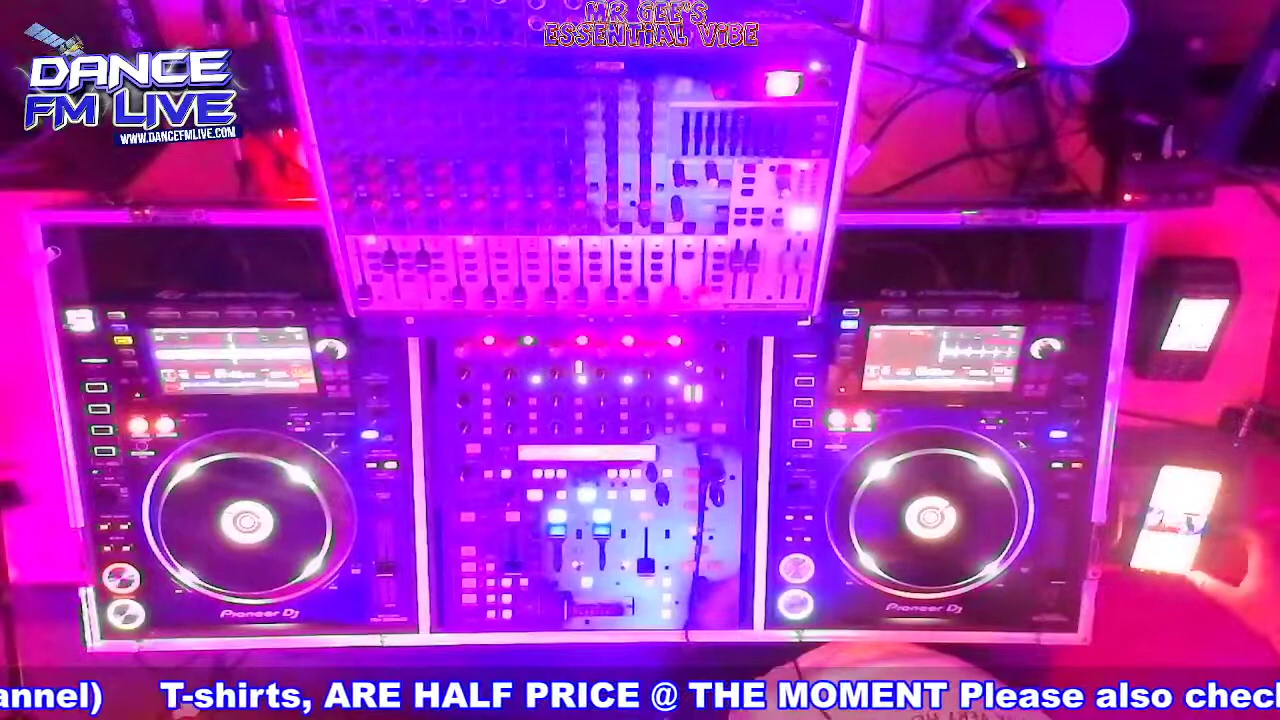 MR GEE'S
ESSENTIAL VIBE
DANCE
FM LIVE
WWW.DANCEFMLIVE.COM
Pioneer DJ
Pioneer DJ
annel) T-shirts, ARE HALF PRICE @ THE MOMENT Please also chec